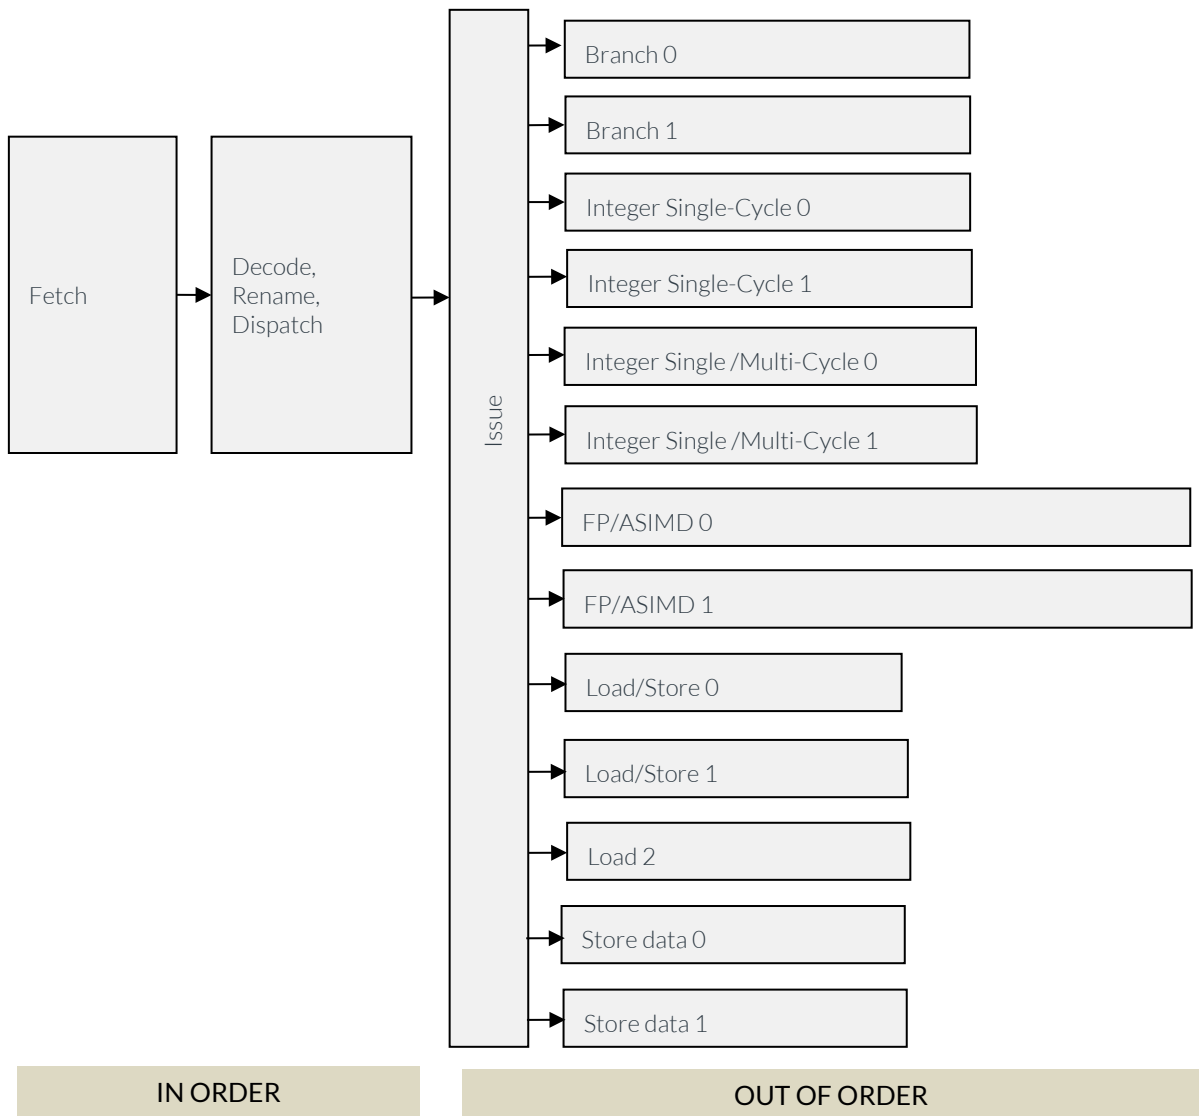 Fetch
Decode,
Rename,
Dispatch
Issue
Branch 0
Branch 1
Integer Single-Cycle 0
Integer Single-Cycle 1
Integer Single /Multi-Cycle 0
Integer Single /Multi-Cycle 1
FP/ASIMD 0
FP/ASIMD 1
Load/Store 0
Load/Store 1
Load 2
Store data 0
Store data 1
IN ORDER
OUT OF ORDER